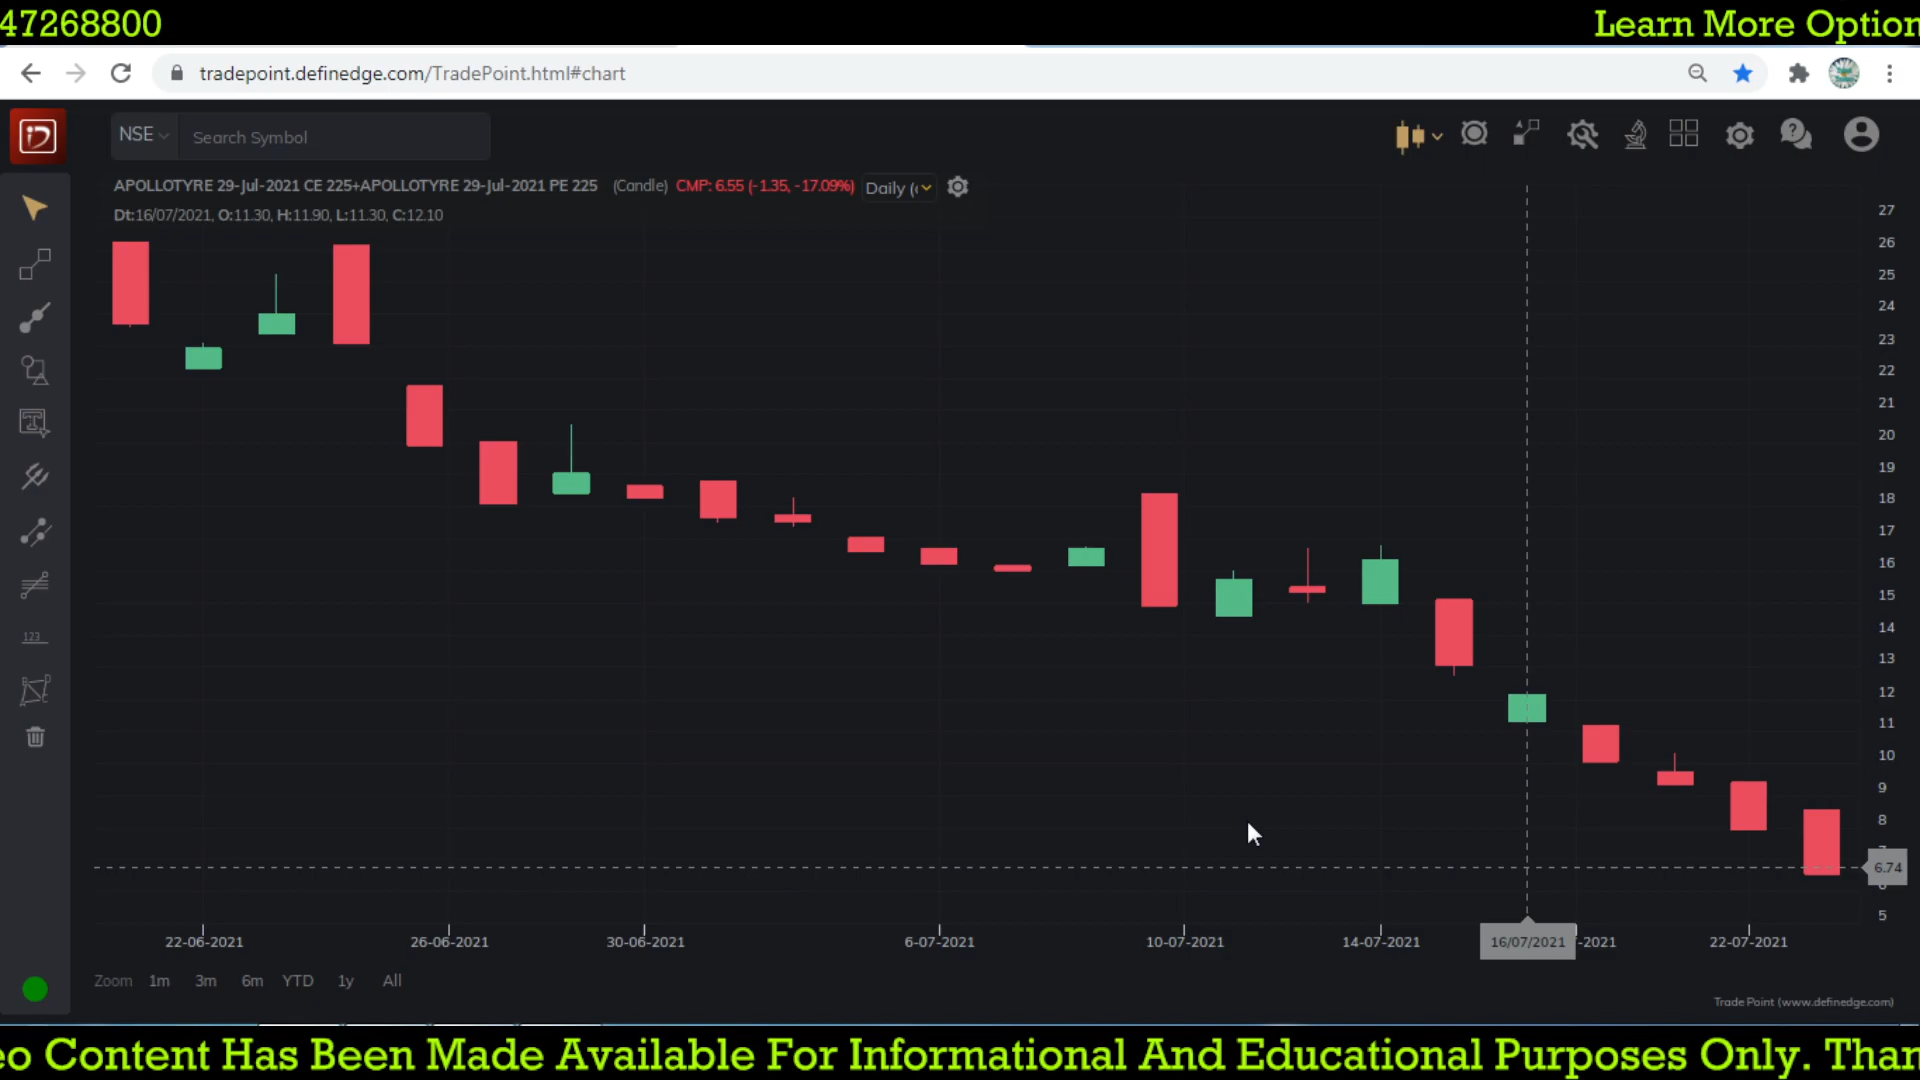 47268800
Learn More Option
tradepoint.definedge.com/TradePoint.html#chart
NSE
Search Symbol
APOLLOTYRE 29-Jul-2021 CE 225+APOLLOTYRE 29-Jul-2021 PE 225 (Candle) CMP: 6.55 (-1.35, -17.09%) Daily (
Dt:16/07/2021, O:11.30, H:11.90, L:11.30, C:12.10
27
26
25
24
23
22
21
20
19
18
17
16
15
14
13
12
11
10
9
8
6.74
5
123
22-06-2021 26-06-2021 30-06-2021 6-07-2021 10-07-2021 14-07-2021 16/07/2021 -2021 22-07-2021
Zoom 1m 3m 6m YTD 1y All
Trade Point (www.definedge.com)
eo Content Has Been Made Available For Informational And Educational Purposes Only. Than